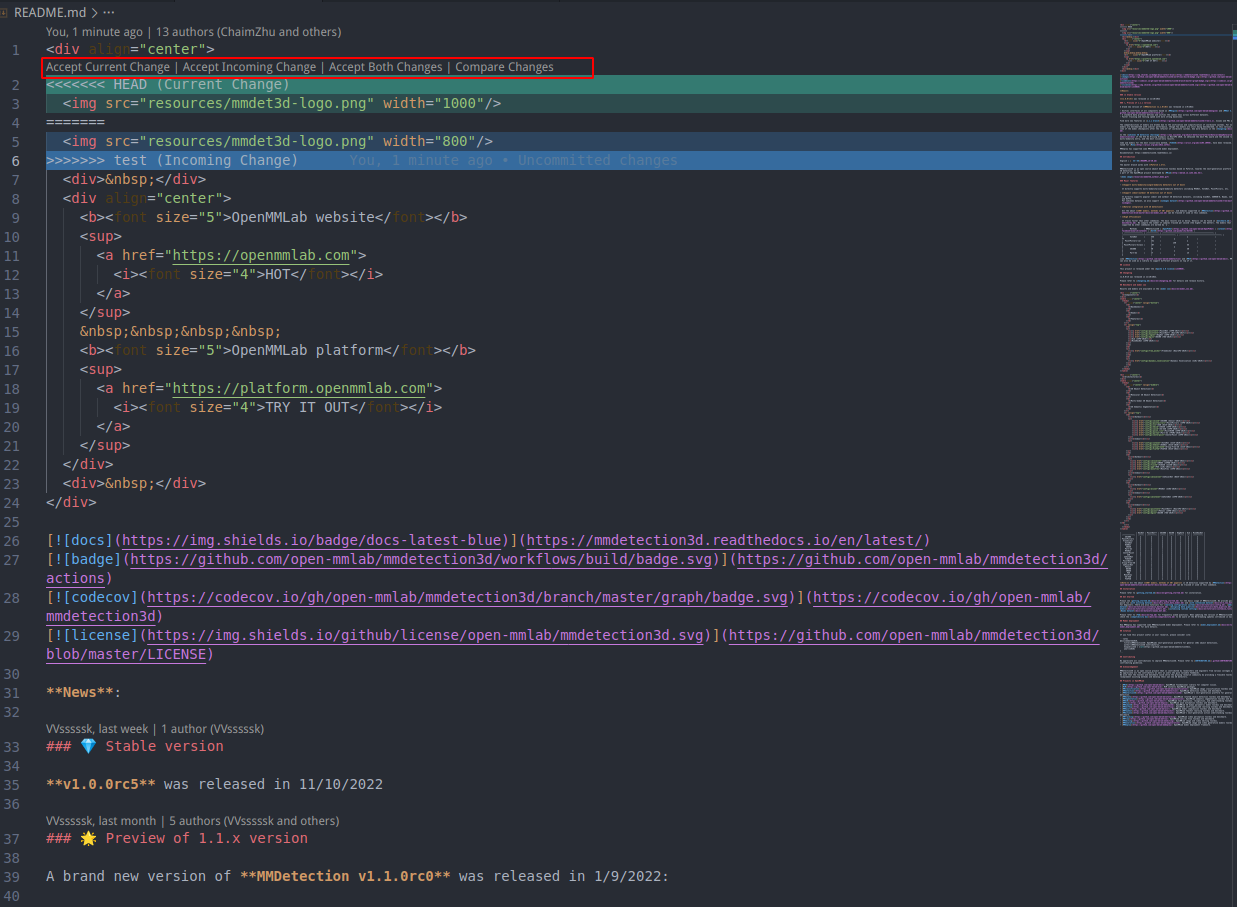 README.md > ...
You, 1 minute ago | 13 authors (ChaimZhu and others)
1 <div align="center">
Accept Current Change | Accept Incoming Change | Accept Both Changes | Compare Changes
2 <<<<<<< HEAD (Current Change)
3 <img src="resources/mmdet3d-logo.png" width="1000"/>
4 =======
5 <img src="resources/mmdet3d-logo.png" width="800"/>
6 >>>>>>> test (Incoming Change) You, 1 minute ago • Uncommitted changes
7 <div>&nbsp;</div>
8 <div align="center">
9 <b><font size="5">OpenMMLab website</font></b>
10 <sup>
11 <a href="https://openmmlab.com">
12 <i><font size="4">HOT</font></i>
13 </a>
14 </sup>
15 &nbsp;&nbsp;&nbsp;&nbsp;
16 <b><font size="5">OpenMMLab platform</font></b>
17 <sup>
18 <a href="https://platform.openmmlab.com">
19 <i><font size="4">TRY IT OUT</font></i>
20 </a>
21 </sup>
22 </div>
23 <div>&nbsp;</div>
24 </div>
25
26 [![docs](https://img.shields.io/badge/docs-latest-blue)](https://mmdetection3d.readthedocs.io/en/latest/)
27 [![badge](https://github.com/open-mmlab/mmdetection3d/workflows/build/badge.svg)](https://github.com/open-mmlab/mmdetection3d/
actions)
28 [![codecov](https://codecov.io/gh/open-mmlab/mmdetection3d/branch/master/graph/badge.svg)](https://codecov.io/gh/open-mmlab/
mmdetection3d)
29 [![license](https://img.shields.io/github/license/open-mmlab/mmdetection3d.svg)](https://github.com/open-mmlab/mmdetection3d/
blob/master/LICENSE)
30
31 **News**:
32
VVsssssk, last week | 1 author (VVsssssk)
33 ### 💎 Stable version
34
35 **v1.0.0rc5** was released in 11/10/2022
36
VVsssssk, last month | 5 authors (VVsssssk and others)
37 ### 🌟 Preview of 1.1.x version
38
39 A brand new version of **MMDetection v1.1.0rc0** was released in 1/9/2022:
40